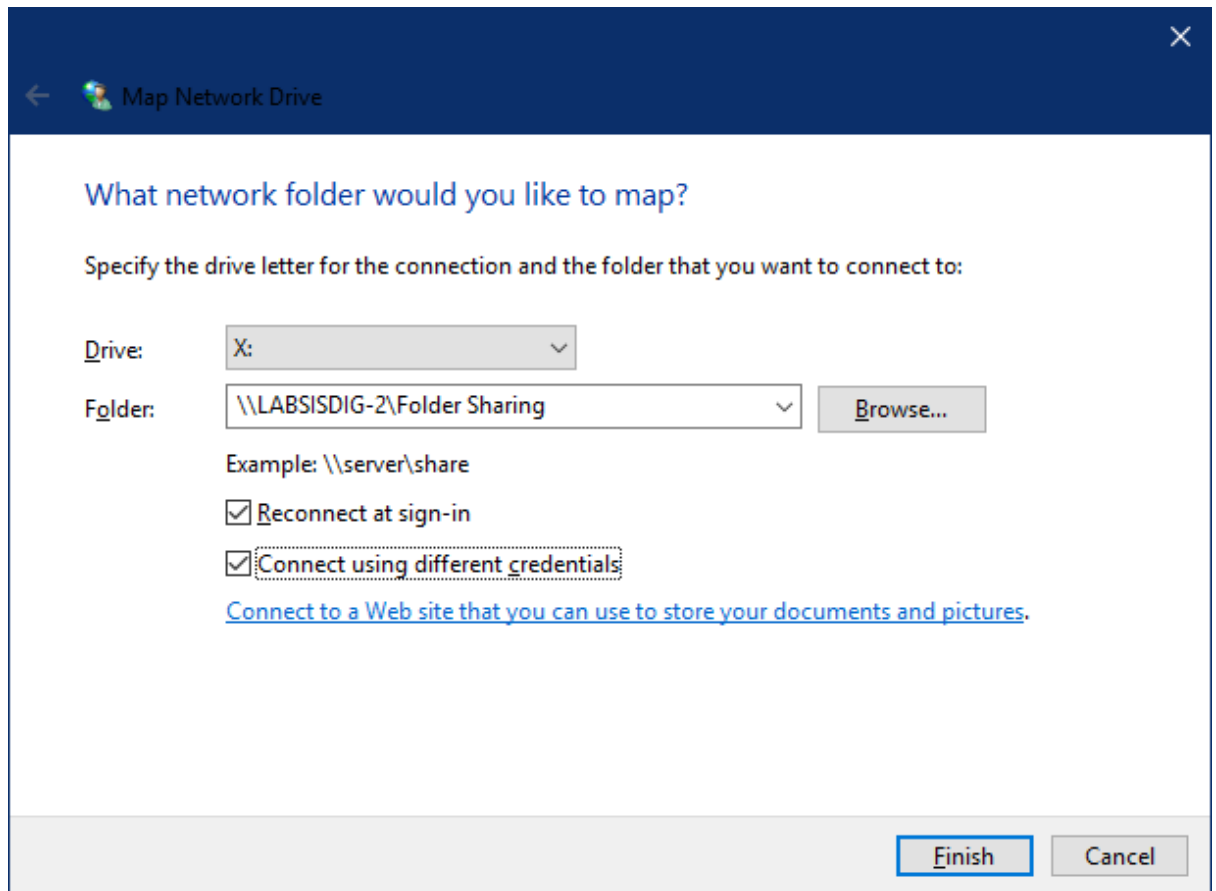 Map Network Drive
What network folder would you like to map?
Specify the drive letter for the connection and the folder that you want to connect to:
Drive: X:
Folder: \\LABSISDIG-2\Folder Sharing Browse...
Example: \\server\share
Reconnect at sign-in
Connect using different credentials
Connect to a Web site that you can use to store your documents and pictures.
Finish Cancel